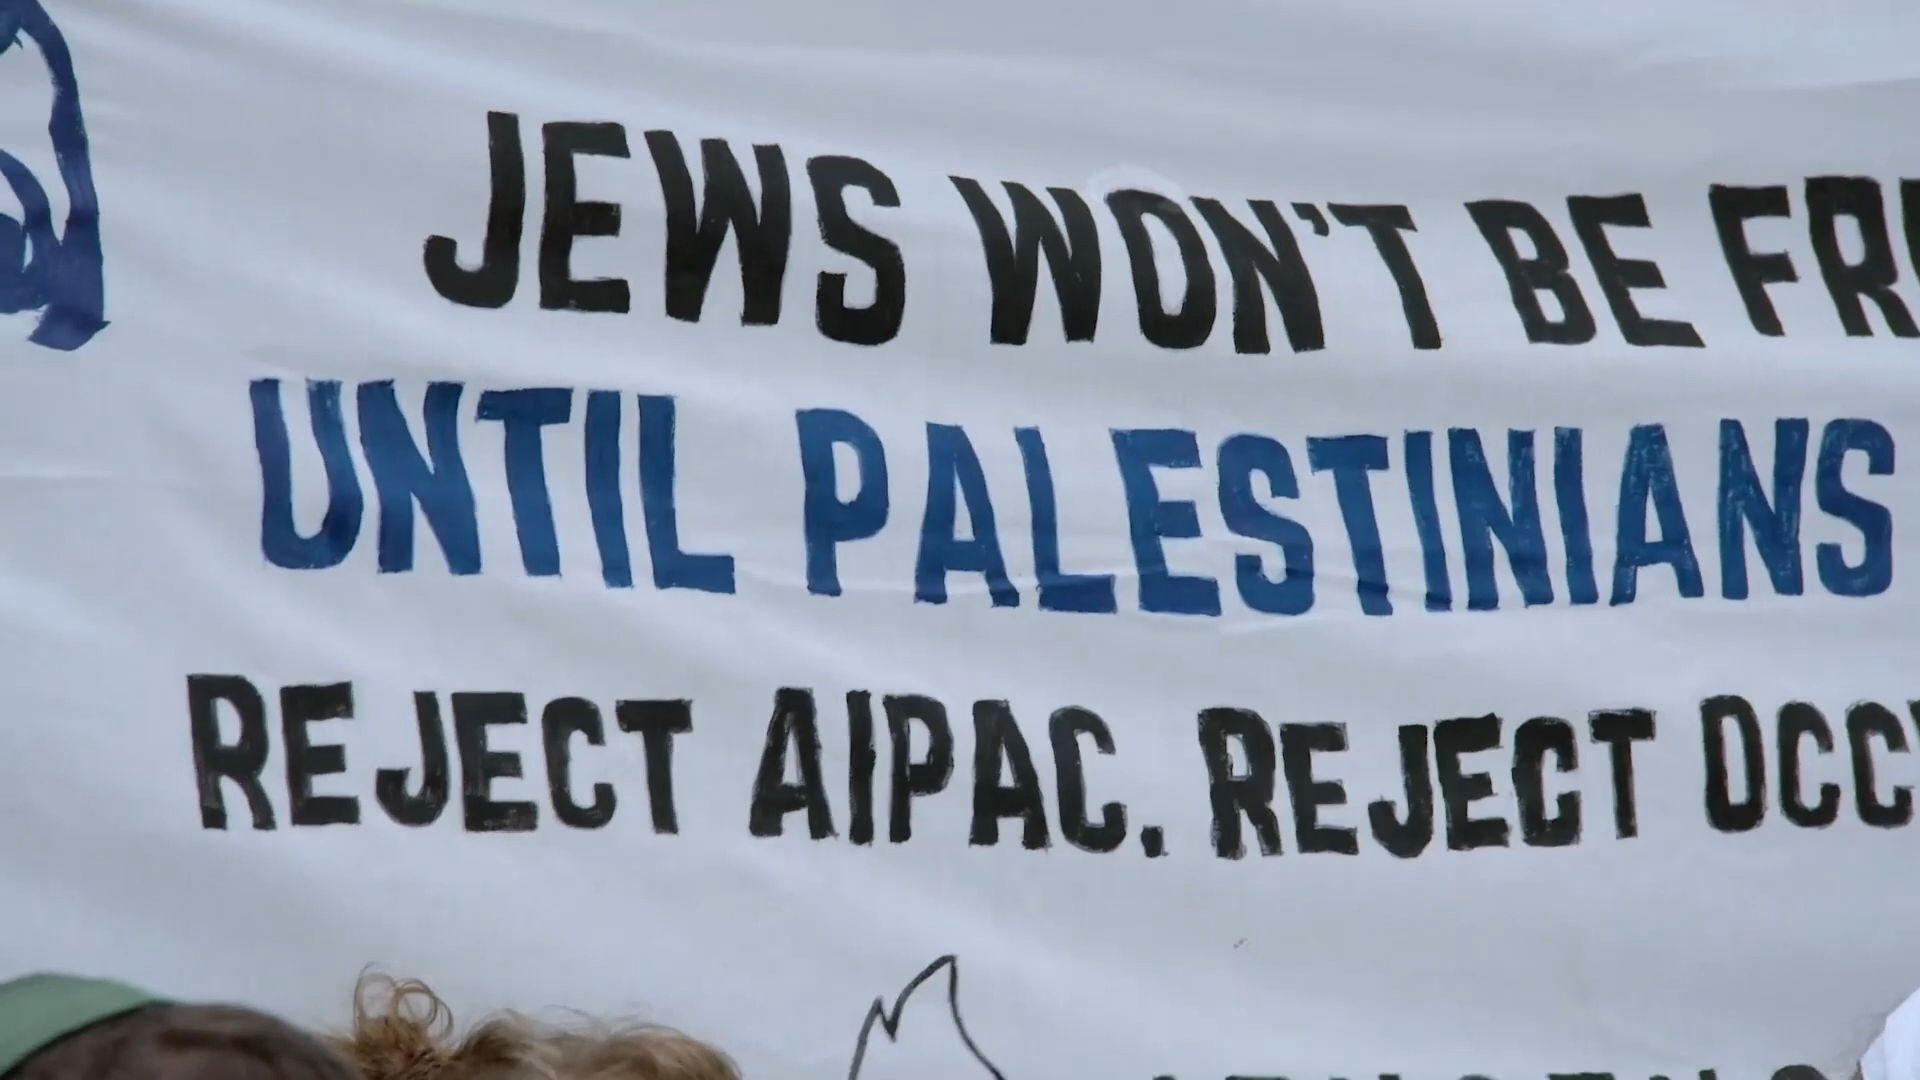 JEWS WON'T BE FR
UNTIL PALESTINIANS
REJECT AIPAC. REJECT OCC